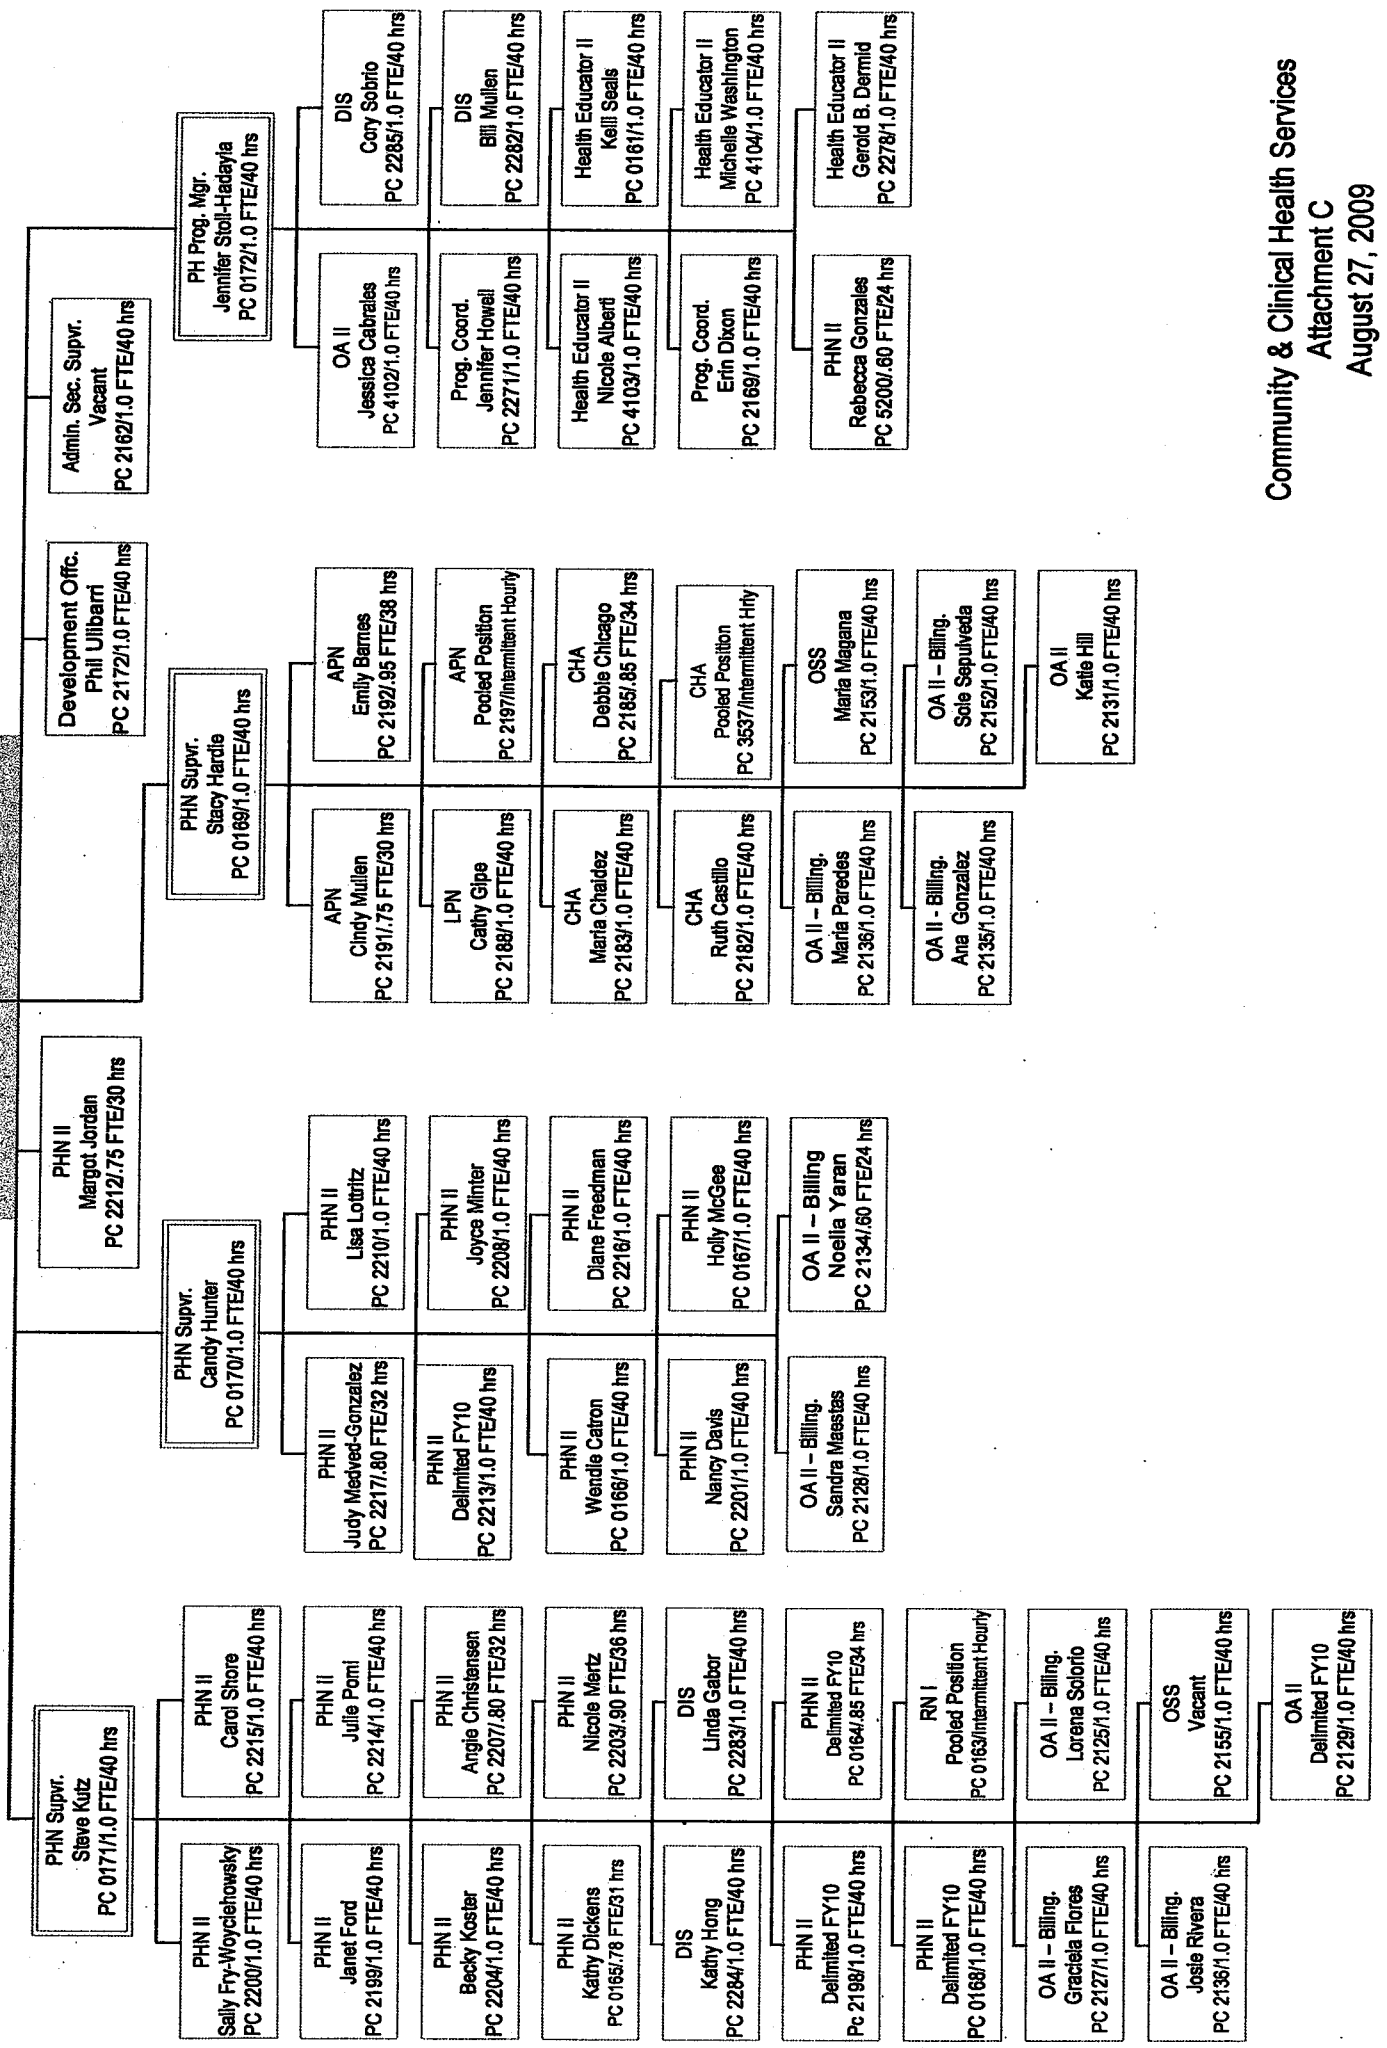 PHN Supvr.
Steve Kutz
PC 0171/1.0 FTE/40 hrs
PHN II
Margot Jordan
PC 2212/.75 FTE/30 hrs
Development Offc.
Phil Ulibarri
PC 2172/1.0 FTE/40 hrs
Admin. Sec. Supvr.
Vacant
PC 2162/1.0 FTE/40 hrs
PHN Supvr.
Candy Hunter
PC 0170/1.0 FTE/40 hrs
PHN Supvr.
Stacy Hardie
PC 0169/1.0 FTE/40 hrs
PH Prog. Mgr.
Jennifer Stoll-Hadayia
PC 0172/1.0 FTE/40 hrs
PHN II
Sally Fry-Woyciehowsky
PC 2200/1.0 FTE/40 hrs
PHN II
Carol Shore
PC 2215/1.0 FTE/40 hrs
PHN II
Janet Ford
PC 2199/1.0 FTE/40 hrs
PHN II
Julie Pomi
PC 2214/1.0 FTE/40 hrs
PHN II
Becky Koster
PC 2204/1.0 FTE/40 hrs
PHN II
Angie Christensen
PC 2207/.80 FTE/32 hrs
PHN II
Kathy Dickens
PC 0165/.78 FTE/31 hrs
PHN II
Nicole Mertz
PC 2203/.90 FTE/36 hrs
DIS
Kathy Hong
PC 2284/1.0 FTE/40 hrs
DIS
Linda Gabor
PC 2283/1.0 FTE/40 hrs
PHN II
Delimited FY10
Pc 2198/1.0 FTE/40 hrs
PHN II
Delimited FY10
PC 0164/.85 FTE/34 hrs
PHN II
Delimited FY10
PC 0168/1.0 FTE/40 hrs
RN I
Pooled Position
PC 0163/Intermittent Hourly
OA II – Billing.
Graciela Flores
PC 2127/1.0 FTE/40 hrs
OA II – Billing.
Lorena Solorio
PC 2125/1.0 FTE/40 hrs
OA II – Billing.
Josie Rivera
PC 2136/1.0 FTE/40 hrs
OSS
Vacant
PC 2155/1.0 FTE/40 hrs
OA II
Delimited FY10
PC 2129/1.0 FTE/40 hrs
PHN II
Judy Medved-Gonzalez
PC 2217/.80 FTE/32 hrs
PHN II
Lisa Lottritz
PC 2210/1.0 FTE/40 hrs
PHN II
Delimited FY10
PC 2213/1.0 FTE/40 hrs
PHN II
Joyce Minter
PC 2208/1.0 FTE/40 hrs
PHN II
Wendie Catron
PC 0166/1.0 FTE/40 hrs
PHN II
Diane Freedman
PC 2216/1.0 FTE/40 hrs
PHN II
Nancy Davis
PC 2201/1.0 FTE/40 hrs
PHN II
Holly McGee
PC 0167/1.0 FTE/40 hrs
OA II – Billing.
Sandra Maestas
PC 2128/1.0 FTE/40 hrs
OA II – Billing
Noelia Yaran
PC 2134/.60 FTE/24 hrs
APN
Cindy Mullen
PC 2191/.75 FTE/30 hrs
APN
Emily Barnes
PC 2192/.95 FTE/38 hrs
LPN
Cathy Gipe
PC 2188/1.0 FTE/40 hrs
APN
Pooled Position
PC 2197/Intermittent Hourly
CHA
Maria Chaidez
PC 2183/1.0 FTE/40 hrs
CHA
Debbie Chicago
PC 2185/.85 FTE/34 hrs
CHA
Ruth Castillo
PC 2182/1.0 FTE/40 hrs
CHA
Pooled Position
PC 3537/Intermittent Hrly
OA II – Billing.
Maria Paredes
PC 2136/1.0 FTE/40 hrs
OSS
Maria Magana
PC 2153/1.0 FTE/40 hrs
OA II - Billing.
Ana Gonzalez
PC 2135/1.0 FTE/40 hrs
OA II – Billing.
Sole Sepulveda
PC 2152/1.0 FTE/40 hrs
OA II
Katie Hill
PC 2131/1.0 FTE/40 hrs
OA II
Jessica Cabrales
PC 4102/1.0 FTE/40 hrs
DIS
Cory Sobrio
PC 2285/1.0 FTE/40 hrs
Prog. Coord.
Jennifer Howell
PC 2271/1.0 FTE/40 hrs
DIS
Bill Mullen
PC 2282/1.0 FTE/40 hrs
Health Educator II
Nicole Alberti
PC 4103/1.0 FTE/40 hrs
Health Educator II
Kelli Seals
PC 0161/1.0 FTE/40 hrs
Prog. Coord.
Erin Dixon
PC 2169/1.0 FTE/40 hrs
Health Educator II
Michelle Washington
PC 4104/1.0 FTE/40 hrs
PHN II
Rebecca Gonzales
PC 5200/.60 FTE/24 hrs
Health Educator II
Gerold B. Dermid
PC 2278/1.0 FTE/40 hrs
Community & Clinical Health Services
Attachment C
August 27, 2009